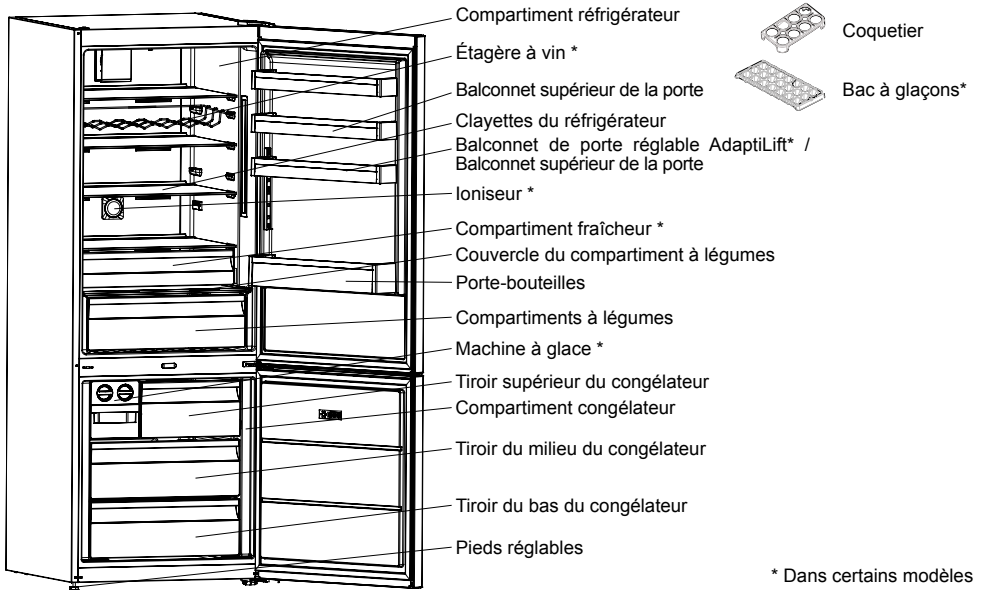 Compartiment réfrigérateur
Étagère à vin *
Balconnet supérieur de la porte
Clayettes du réfrigérateur
Balconnet de porte réglable AdaptiLift* /
Balconnet supérieur de la porte
Ioniseur *
Compartiment fraîcheur *
Couvercle du compartiment à légumes
Porte-bouteilles
Compartiments à légumes
Machine à glace *
Tiroir supérieur du congélateur
Compartiment congélateur
Tiroir du milieu du congélateur
Tiroir du bas du congélateur
Pieds réglables
Coquetier
Bac à glaçons*
* Dans certains modèles